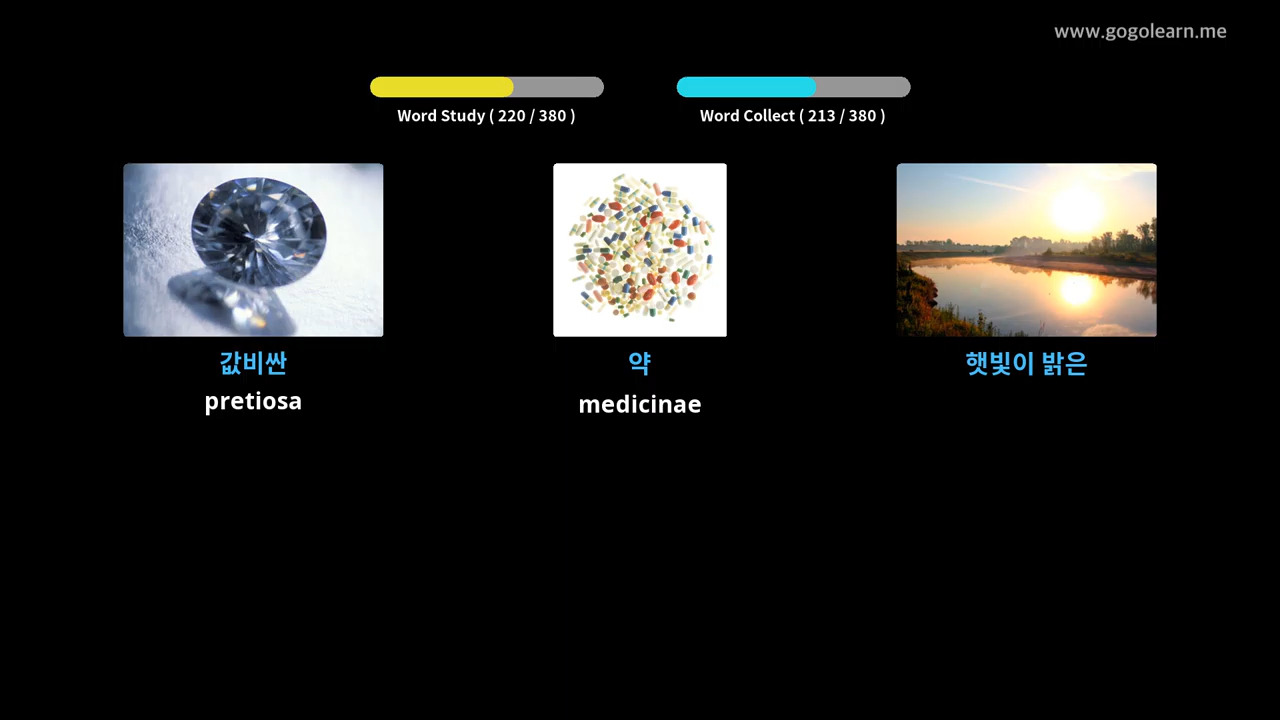 www.gogolearn.me
Word Study ( 220 / 380 )
Word Collect ( 213 / 380 )
값비싼
약
햇빛이 밝은
pretiosa
medicinae